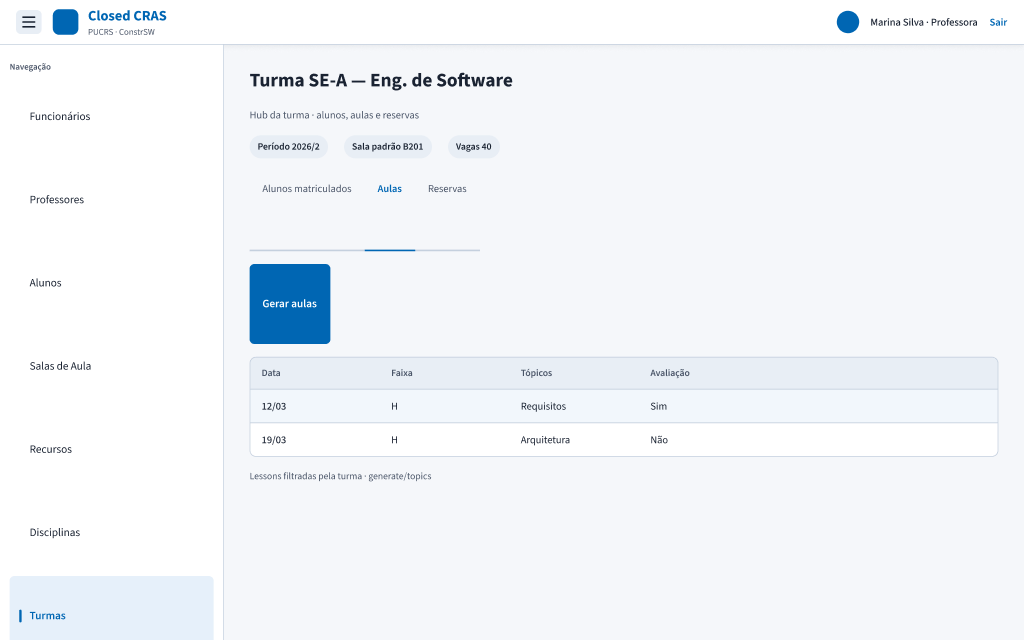 Closed CRAS
PUCRS · ConstrSW
Marina Silva · Professora
Sair
Navegação
Funcionários
Professores
Alunos
Salas de Aula
Recursos
Disciplinas
Turmas
Turma SE-A — Eng. de Software
Hub da turma · alunos, aulas e reservas
Período 2026/2 Sala padrão B201 Vagas 40
Alunos matriculados Aulas Reservas
Gerar aulas
Data Faixa Tópicos Avaliação
12/03 H Requisitos Sim
19/03 H Arquitetura Não
Lessons filtradas pela turma · generate/topics